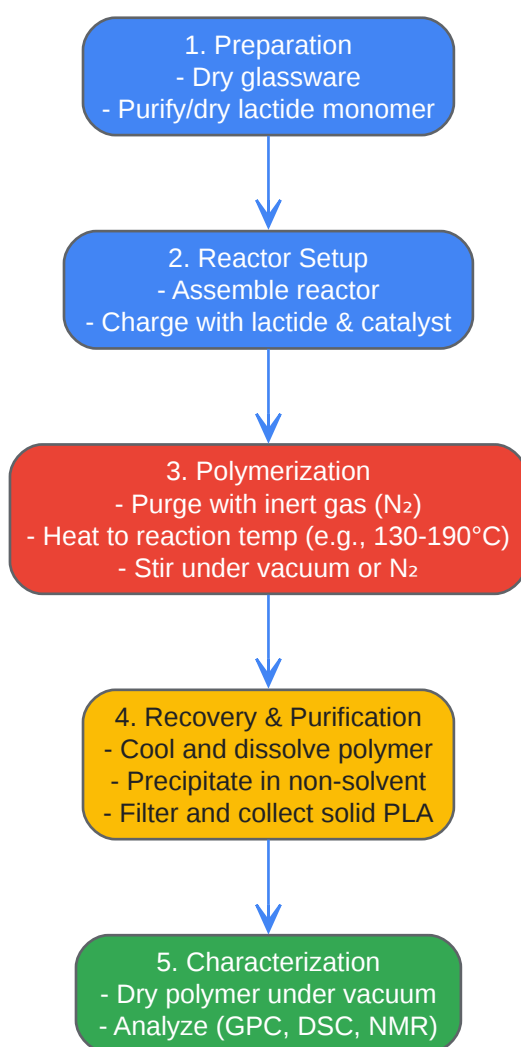 1. Preparation
- Dry glassware
- Purify/dry lactide monomer
2. Reactor Setup
- Assemble reactor
- Charge with lactide & catalyst
3. Polymerization
- Purge with inert gas (N₂)
- Heat to reaction temp (e.g., 130-190°C)
- Stir under vacuum or N₂
4. Recovery & Purification
- Cool and dissolve polymer
- Precipitate in non-solvent
- Filter and collect solid PLA
5. Characterization
- Dry polymer under vacuum
- Analyze (GPC, DSC, NMR)